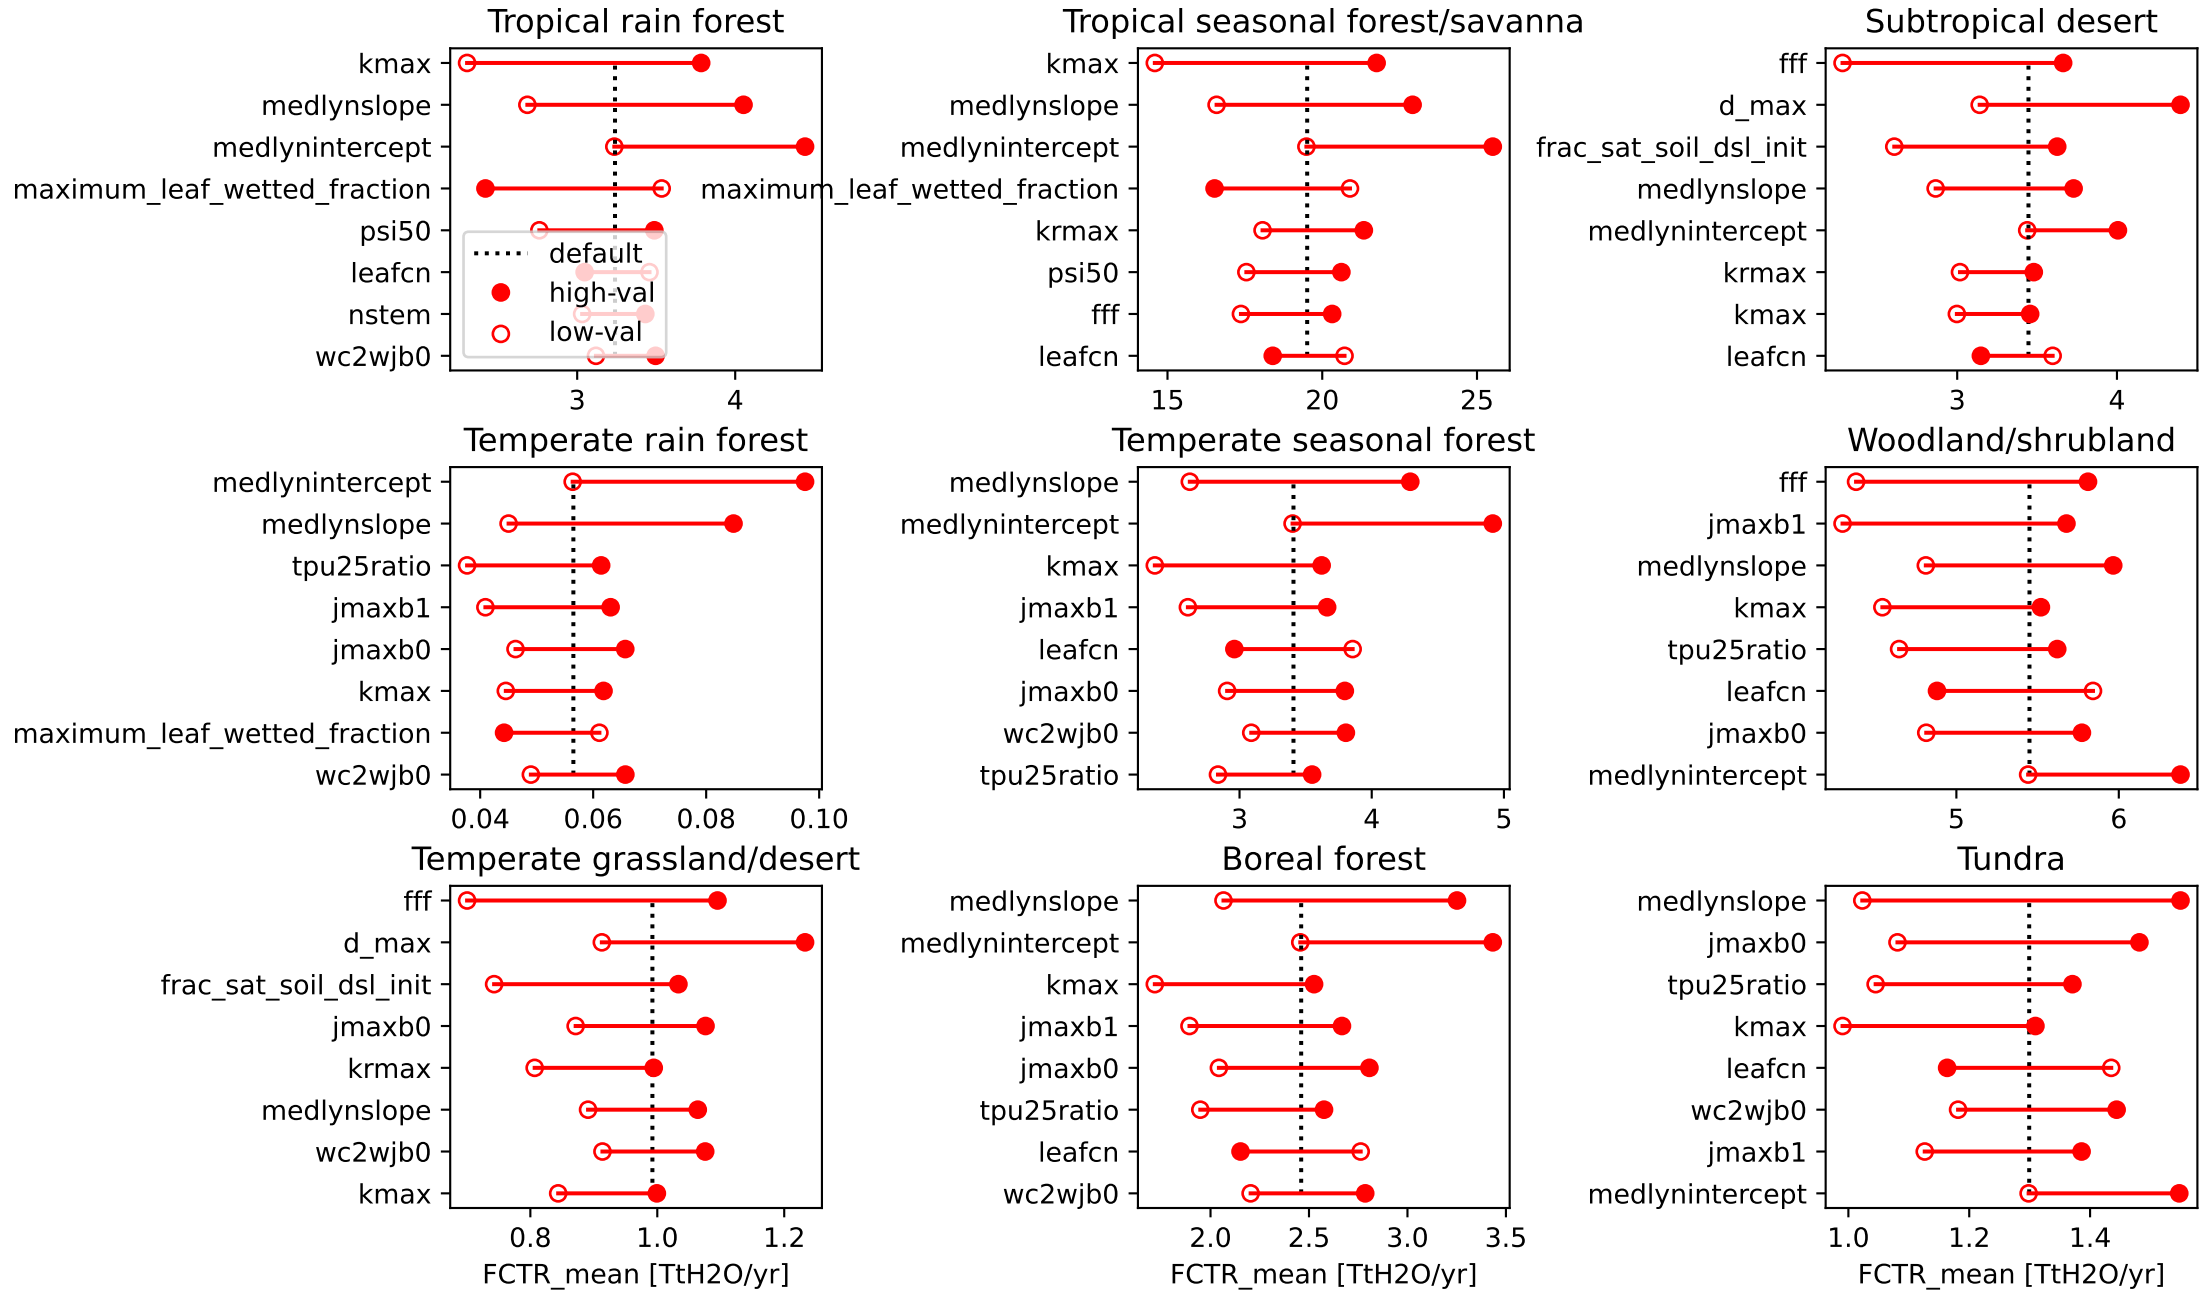 Tropical rain forest
kmax
medlynslope
medlynintercept
maximum_leaf_wetted_fraction
psi50
leafcn
nstem
wc2wjb0
default
high-val
low-val
3 4
Tropical seasonal forest/savanna
kmax
medlynslope
medlynintercept
maximum_leaf_wetted_fraction
krmax
psi50
fff
leafcn
15 20 25
Subtropical desert
fff
d_max
frac_sat_soil_dsl_init
medlynslope
medlynintercept
krmax
kmax
leafcn
3 4
Temperate rain forest
medlynintercept
medlynslope
tpu25ratio
jmaxb1
jmaxb0
kmax
maximum_leaf_wetted_fraction
wc2wjb0
0.04 0.06 0.08 0.10
Temperate seasonal forest
medlynslope
medlynintercept
kmax
jmaxb1
leafcn
jmaxb0
wc2wjb0
tpu25ratio
3 4 5
Woodland/shrubland
fff
jmaxb1
medlynslope
kmax
tpu25ratio
leafcn
jmaxb0
medlynintercept
5 6
Temperate grassland/desert
fff
d_max
frac_sat_soil_dsl_init
jmaxb0
krmax
medlynslope
wc2wjb0
kmax
0.8 1.0 1.2
FCTR_mean [TtH2O/yr]
Boreal forest
medlynslope
medlynintercept
kmax
jmaxb1
jmaxb0
tpu25ratio
leafcn
wc2wjb0
2.0 2.5 3.0 3.5
FCTR_mean [TtH2O/yr]
Tundra
medlynslope
jmaxb0
tpu25ratio
kmax
leafcn
wc2wjb0
jmaxb1
medlynintercept
1.0 1.2 1.4
FCTR_mean [TtH2O/yr]